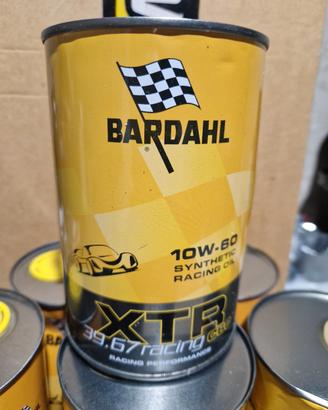 BARDAHL
®
10W-60
SYNTHETIC
RACING OIL
XTR
39.67 racing
RACING PERFORMANCE